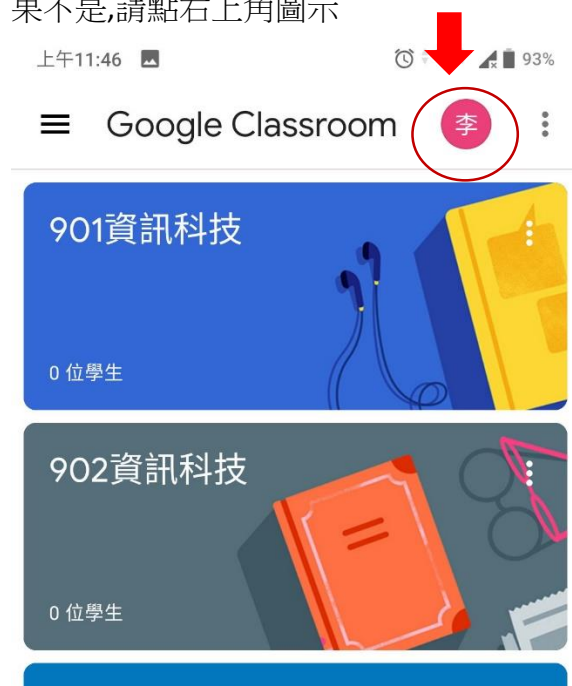 果不是,請點右上角圖示
上午11:46
93%
Google Classroom
李
901資訊科技
0 位學生
902資訊科技
0 位學生